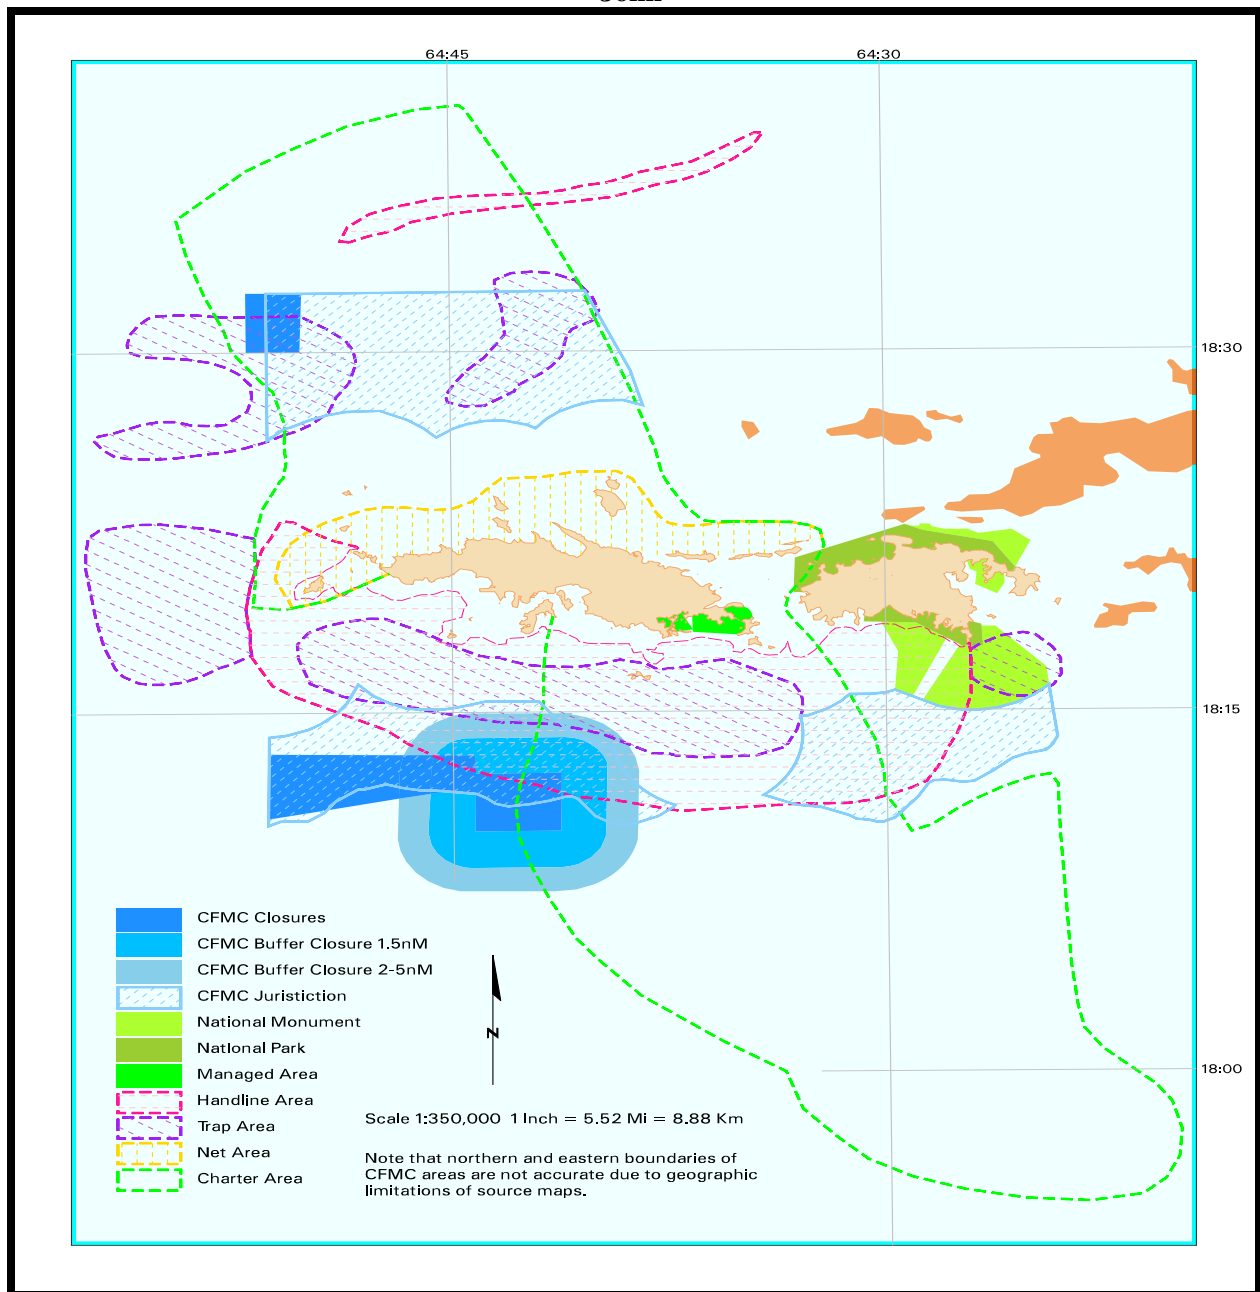 64:45
64:30
18:30
18:15
18:00
CFMC Closures
CFMC Buffer Closure 1.5nM
CFMC Buffer Closure 2-5nM
CFMC Juristiction
National Monument
National Park
Managed Area
Handline Area
Trap Area
Net Area
Charter Area
N
Scale 1:350,000 1 Inch = 5.52 Mi = 8.88 Km
Note that northern and eastern boundaries of
CFMC areas are not accurate due to geographic
limitations of source maps.